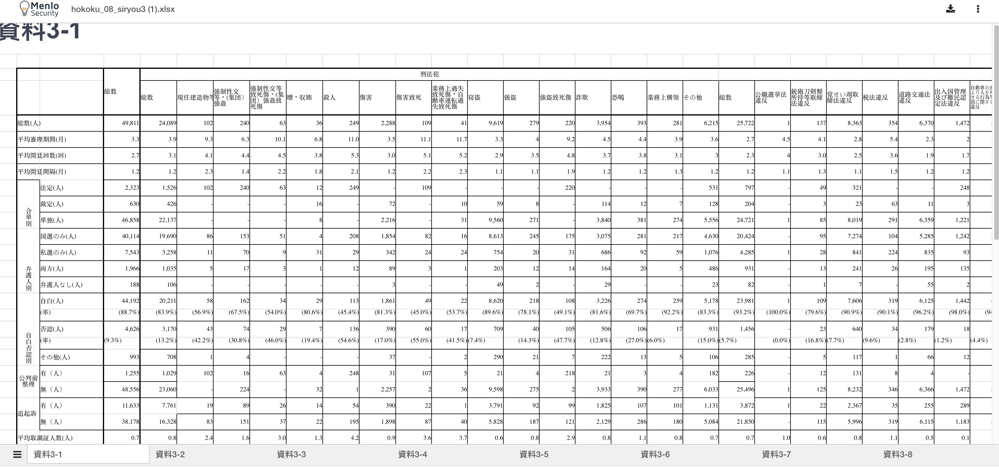 Menlo
Security
hokoku_08_siryou3 (1).xlsx
資料3-1
刑法犯
総数
総数
現住建造物等
強制性交
等・(集団)
強姦
強制性交等
致死傷・(集
団）強姦致
死傷
贈・収賄
殺人
傷害
傷害致死
業務上過失
致死傷・自
動車運転過
失致死傷
窃盗
強盗
強盗致死傷
詐欺
恐喝
業務上横領
その他
総数
公職選挙法
違反
銃砲刀剣類
所持等取締
法違反
覚せい剤取
締法違反
税法違反
道路交通法
違反
出入国管理
及び難民認
定法違反
総数(人) 49,811 24,089 102 240 63 36 249 2,288 109 41 9,619 279 220 3,954 393 281 6,215 25,722 1 137 8,363 354 6,370 1,472
平均審理期間(月) 3.3 3.9 9.3 6.3 10.1 6.8 11.0 3.5 11.1 11.7 3.3 4 9.2 4.5 4.4 3.9 3.6 2.7 4.5 4.1 2.8 5.4 2.3 2
平均開廷回数(回) 2.7 3.1 4.1 4.4 4.5 3.8 5.3 3.0 5.1 5.2 2.9 3.5 4.8 3.7 3.8 3.1 3 2.3 4 3.0 2.5 3.6 1.9 1.7
平均開廷間隔(月) 1.2 1.2 2.3 1.4 2.2 1.8 2.1 1.2 2.2 2.3 1.1 1.1 1.9 1.2 1.2 1.3 1.2 1.2 1.1 1.3 1.1 1.5 1.2 1.2
合単別
法定(人) 2,323 1,526 102 240 63 12 249 - 109 - - - 220 - - - 531 797 - 49 321 - - 248
裁定(人) 630 426 - - - 16 - 72 - 10 59 8 - 114 12 7 128 204 - 3 23 63 11 3
単独(人) 46,858 22,137 - - - 8 - 2,216 - 31 9,560 271 - 3,840 381 274 5,556 24,721 1 85 8,019 291 6,359 1,221
弁護人別
国選のみ(人) 40,114 19,690 86 153 51 4 208 1,854 82 16 8,613 245 175 3,075 281 217 4,630 20,424 - 95 7,274 104 5,285 1,242
私選のみ(人) 7,543 3,258 11 70 9 31 29 342 24 24 754 20 31 686 92 59 1,076 4,285 1 28 841 224 835 93
両方(人) 1,966 1,035 5 17 3 1 12 89 3 1 203 12 14 164 20 5 486 931 - 13 241 26 195 135
弁護人なし(人) 188 106 - - - - - 3 - - 49 2 - 29 - - 23 82 - 1 7 - 55 2
自白否認別
自白(人) 44,192 20,211 58 162 34 29 113 1,861 49 22 8,620 218 108 3,226 274 259 5,178 23,981 1 109 7,606 319 6,125 1,442
(率) (88.7%) (83.9%) (56.9%) (67.5%) (54.0%) (80.6%) (45.4%) (81.3%) (45.0%) (53.7%) (89.6%) (78.1%) (49.1%) (81.6%) (69.7%) (92.2%) (83.3%) (93.2%) (100.0%) (79.6%) (90.9%) (90.1%) (96.2%) (98.0%) (94
否認(人) 4,626 3,170 43 74 29 7 136 390 60 17 709 40 105 506 106 17 931 1,456 - 23 640 34 179 18
(率) (9.3%) (13.2%) (42.2%) (30.8%) (46.0%) (19.4%) (54.6%) (17.0%) (55.0%) (41.5%) (7.4%) (14.3%) (47.7%) (12.8%) (27.0%) (6.0%) (15.0%) (5.7%) (0.0%) (16.8%) (7.7%) (9.6%) (2.8%) (1.2%) (4.4%)
その他(人) 993 708 1 4 - - - 37 - 2 290 21 7 222 13 5 106 285 - 5 117 1 66 12
公判前
整理
有（人） 1,255 1,029 102 16 63 4 248 31 107 5 21 4 218 21 3 4 182 226 - 12 131 8 4 -
無（人） 48,556 23,060 - 224 - 32 1 2,257 2 36 9,598 275 2 3,933 390 277 6,033 25,496 1 125 8,232 346 6,366 1,472
追起訴
有（人） 11,633 7,761 19 89 26 14 54 390 22 1 3,791 92 99 1,825 107 101 1,131 3,872 1 22 2,367 35 255 289
無（人） 38,178 16,328 83 151 37 22 195 1,898 87 40 5,828 187 121 2,129 286 180 5,084 21,850 - 115 5,996 319 6,115 1,183
平均取調証人数(人) 0.7 0.8 2.4 1.6 3.0 1.3 4.2 0.9 3.6 3.7 0.6 0.8 2.9 0.8 1.1 0.8 0.7 0.7 1.0 0.6 0.8 1.1 0.5 0.1
資料3-1 資料3-2 資料3-3 資料3-4 資料3-5 資料3-6 資料3-7 資料3-8